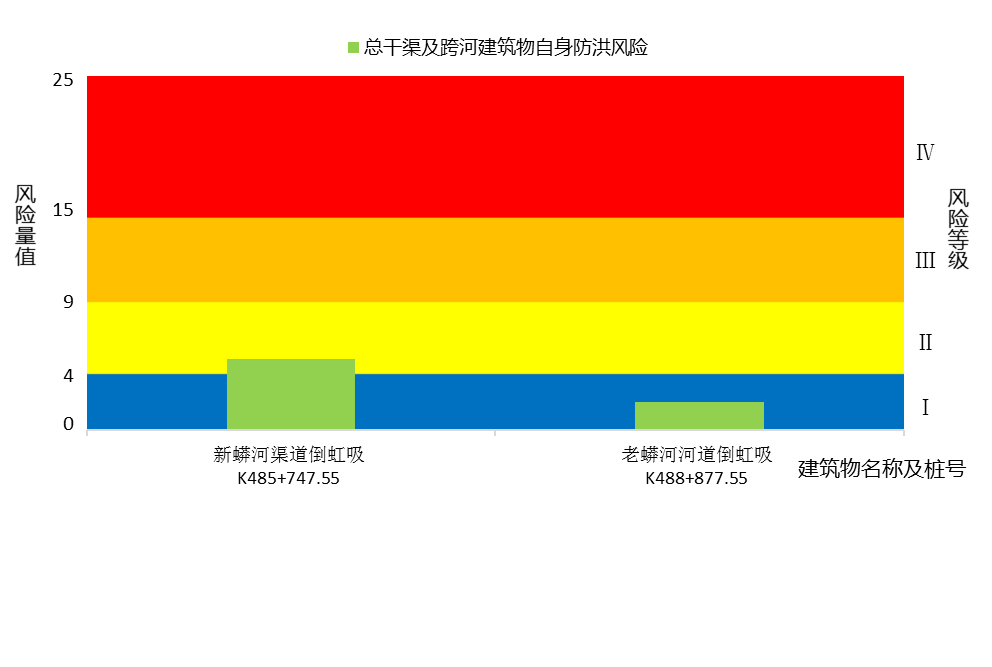 总干渠及跨河建筑物自身防洪风险
25
15
9
4
0
风险量值
Ⅳ
Ⅲ
Ⅱ
Ⅰ
风险等级
新蟒河渠道倒虹吸
K485+747.55
老蟒河河道倒虹吸
K488+877.55
建筑物名称及桩号